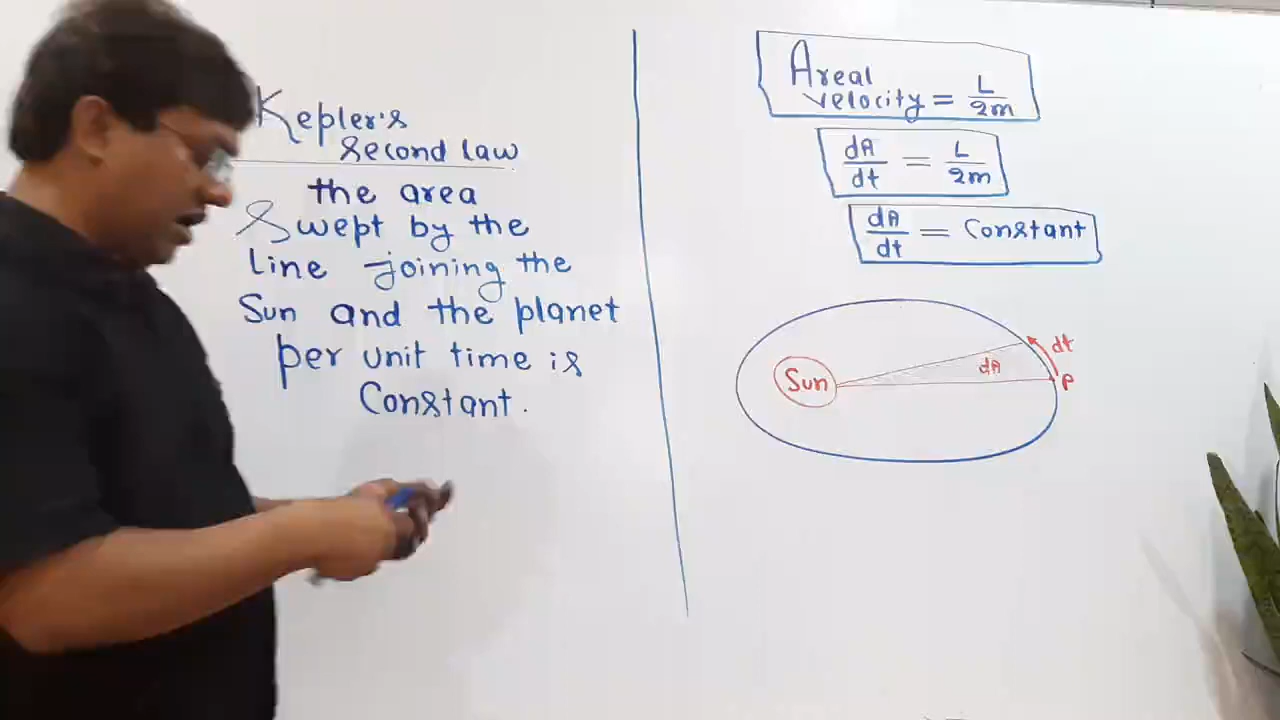 Kepler's
second law
the area
swept by the
line joining the
Sun and the planet
per unit time is
Constant.
Areal
velocity = L/2m
dA/dt = L/2m
dA/dt = Constant
Sun
dA
dt
P